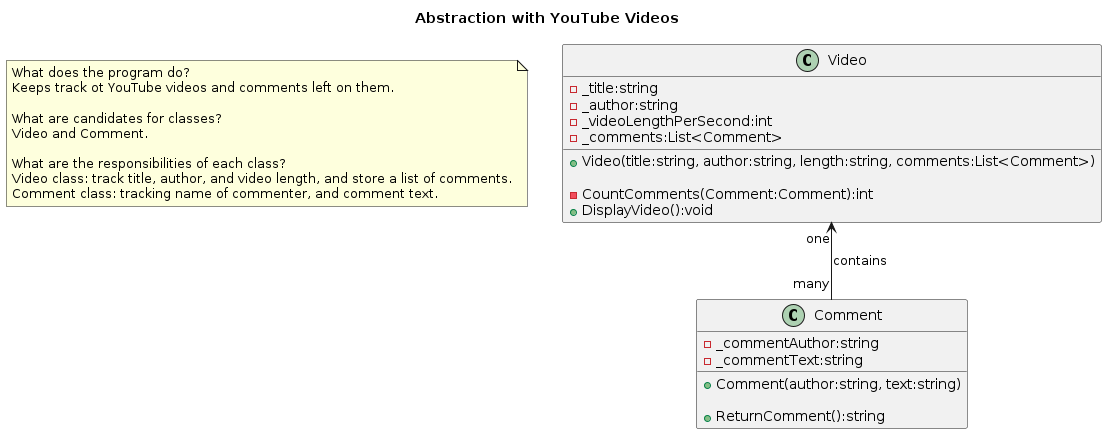 Abstraction with YouTube Videos
What does the program do?
Keeps track ot YouTube videos and comments left on them.
What are candidates for classes?
Video and Comment.
What are the responsibilities of each class?
Video class: track title, author, and video length, and store a list of comments.
Comment class: tracking name of commenter, and comment text.
C Video
_title:string
_author:string
_videoLengthPerSecond:int
_comments:List<Comment>
Video(title:string, author:string, length:string, comments:List<Comment>)
CountComments(Comment:Comment):int
DisplayVideo():void
one
contains
many
C Comment
_commentAuthor:string
_commentText:string
Comment(author:string, text:string)
ReturnComment():string